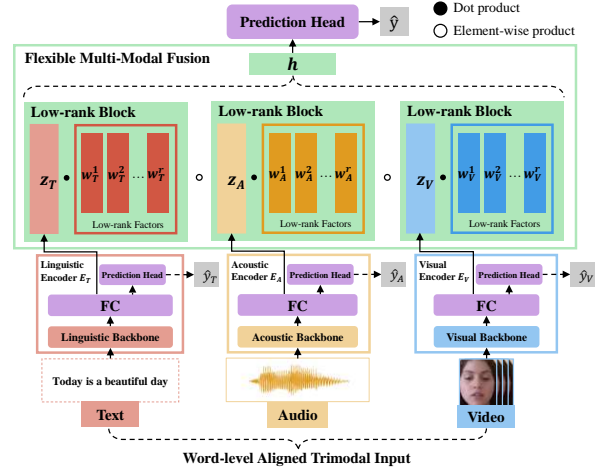 Prediction Head
ŷ
Dot product
Element-wise product
Flexible Multi-Modal Fusion
h
Low-rank Block
Low-rank Block
Low-rank Block
z_T
w_T^1 w_T^2 ... w_T^r
Low-rank Factors
z_A
w_A^1 w_A^2 ... w_A^r
Low-rank Factors
z_V
w_V^1 w_V^2 ... w_V^r
Low-rank Factors
Linguistic
Encoder E_T
Prediction Head
ŷ_T
FC
Linguistic Backbone
Acoustic
Encoder E_A
Prediction Head
ŷ_A
FC
Acoustic Backbone
Visual
Encoder E_V
Prediction Head
ŷ_V
FC
Visual Backbone
Today is a beautiful day
Text
Audio
Video
Word-level Aligned Trimodal Input